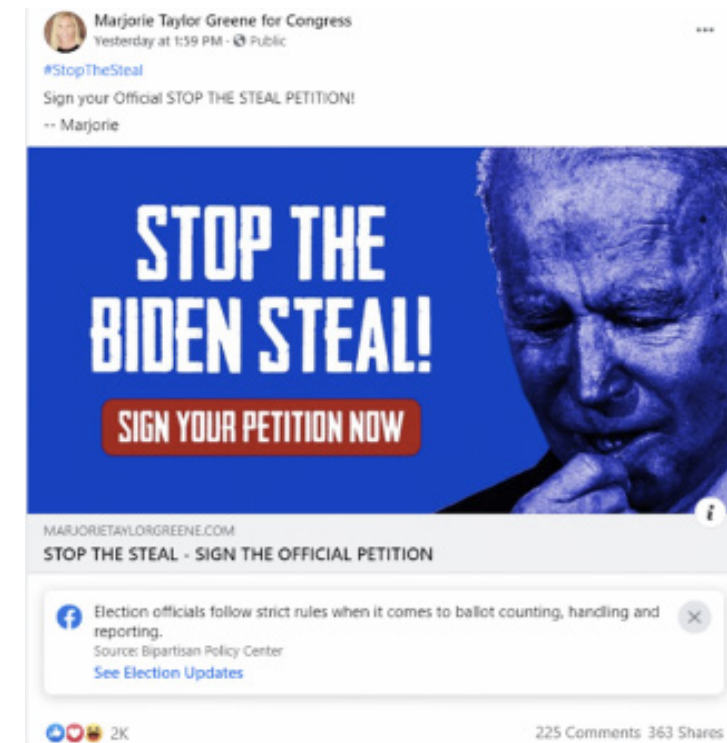 Marjorie Taylor Greene for Congress
Yesterday at 1:59 PM · Public
#StopTheSteal
Sign your Official STOP THE STEAL PETITION!
-- Marjorie
STOP THE
BIDEN STEAL!
SIGN YOUR PETITION NOW
MARJORIETAYLORGREENE.COM
STOP THE STEAL - SIGN THE OFFICIAL PETITION
Election officials follow strict rules when it comes to ballot counting, handling and
reporting.
Source: Bipartisan Policy Center
See Election Updates
2K
225 Comments 363 Shares